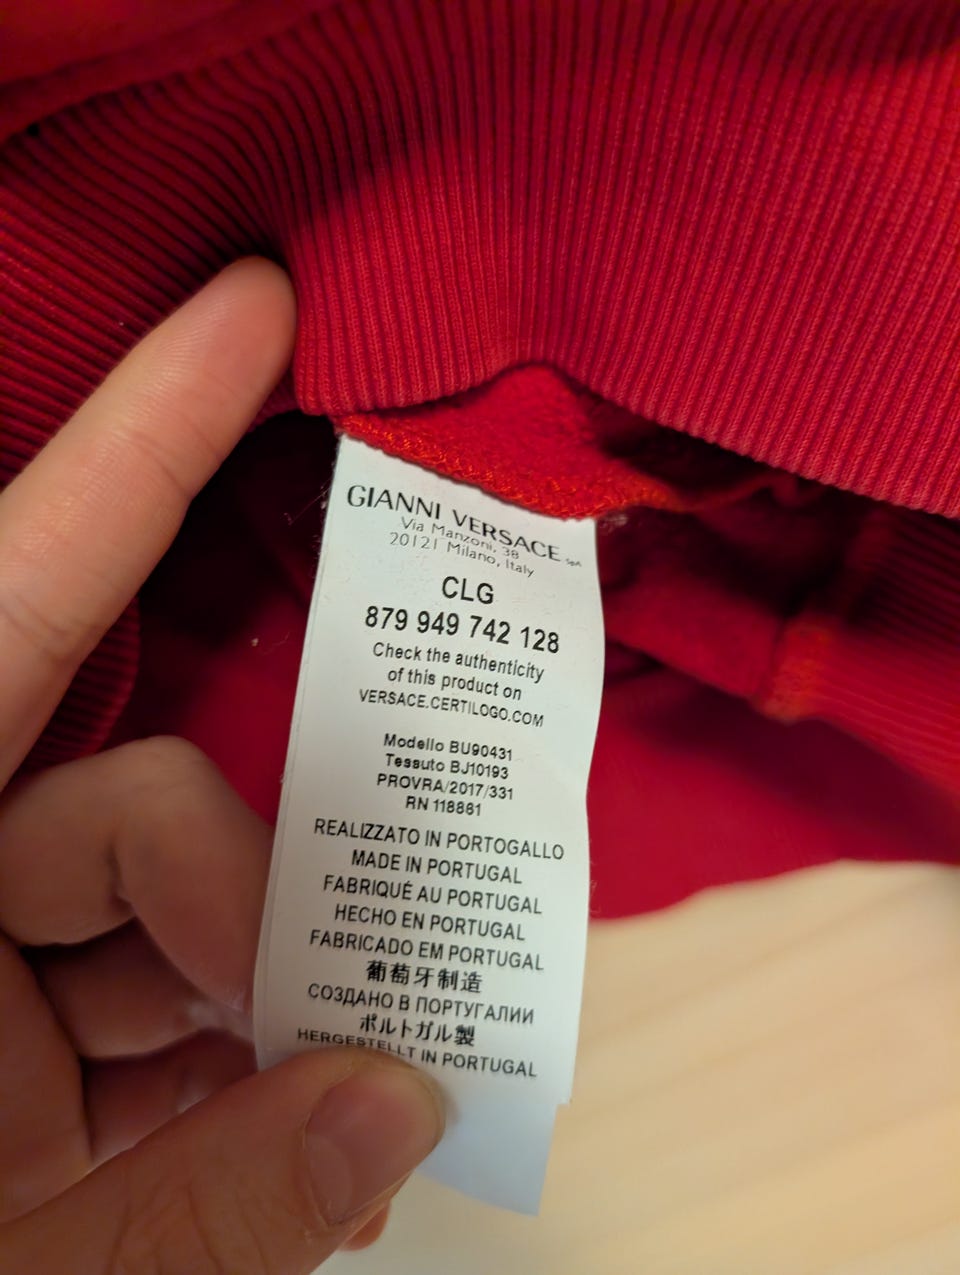 GIANNI VERSACE SpA
Via Manzoni, 38
20121 Milano, Italy
CLG
879 949 742 128
Check the authenticity
of this product on
VERSACE.CERTILOGO.COM
Modello BU90431
Tessuto BJ10193
PROVRA/2017/331
RN 118861
REALIZZATO IN PORTOGALLO
MADE IN PORTUGAL
FABRIQUÉ AU PORTUGAL
HECHO EN PORTUGAL
FABRICADO EM PORTUGAL
葡萄牙制造
СОЗДАНО В ПОРТУГАЛИИ
ポルトガル製
HERGESTELLT IN PORTUGAL